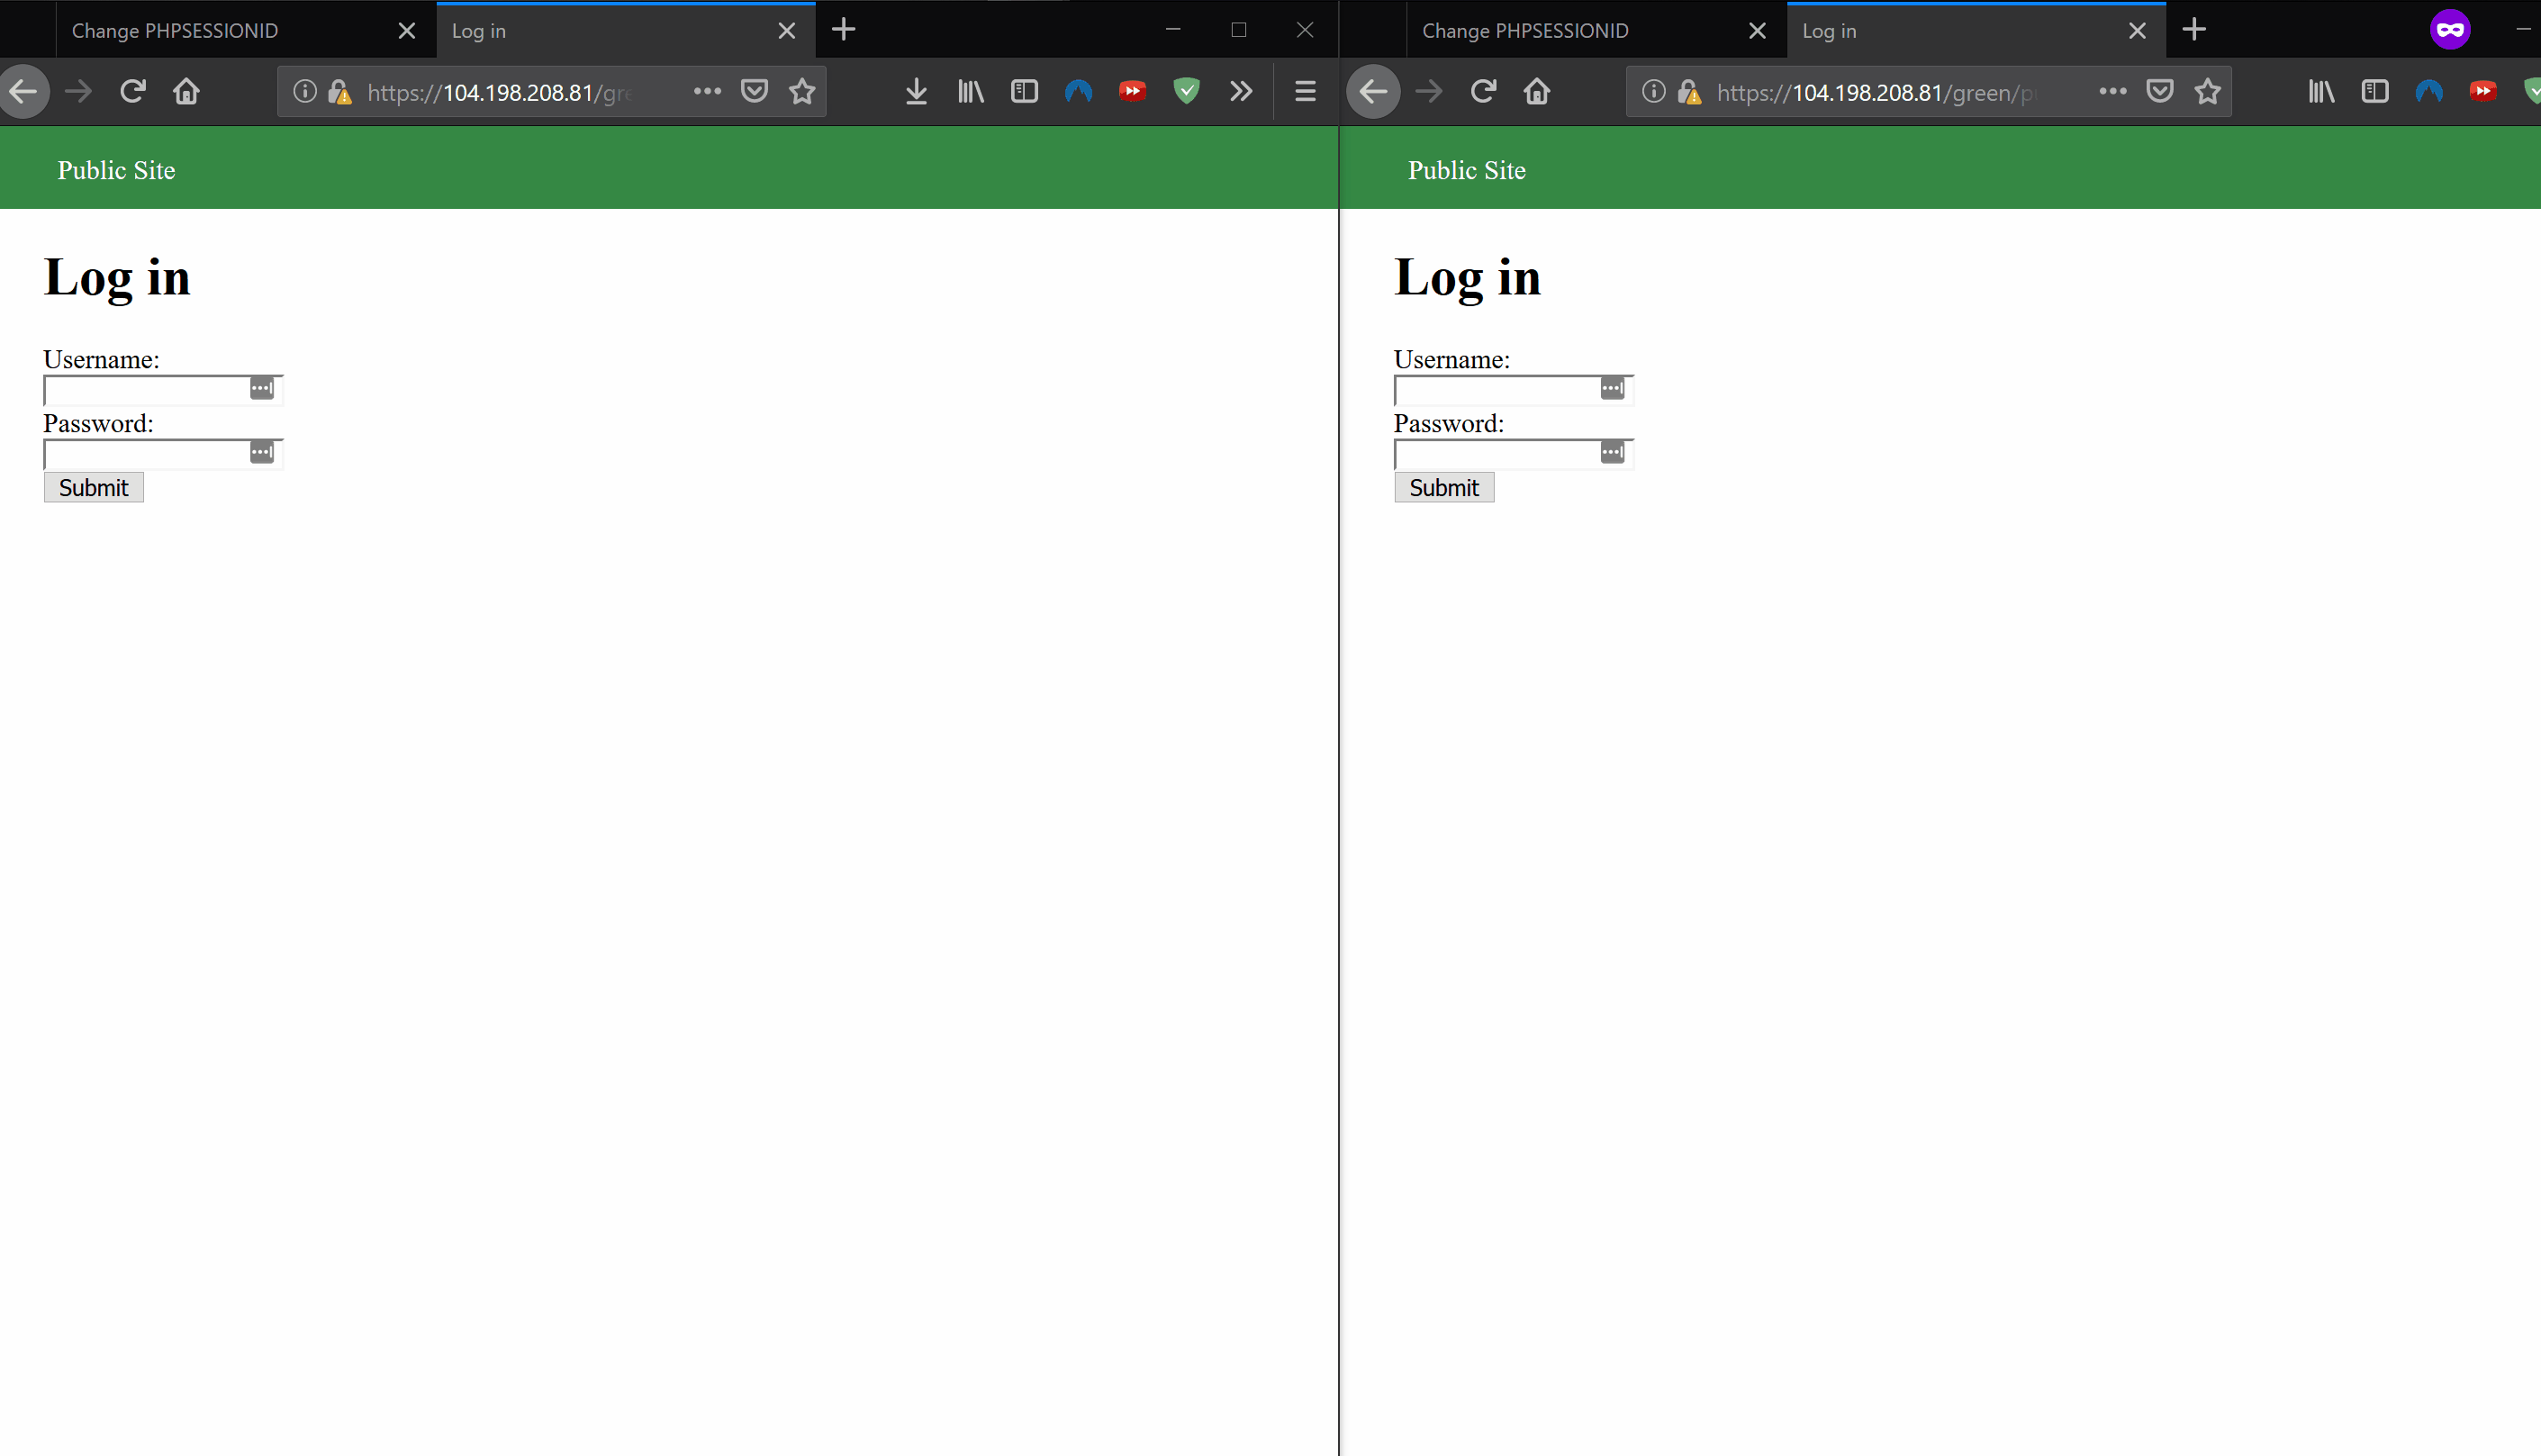 Change PHPSESSIONID
Log in
https://104.198.208.81/gre
Public Site
Log in
Username:
Password:
Submit
Change PHPSESSIONID
Log in
https://104.198.208.81/green/p
Public Site
Log in
Username:
Password:
Submit